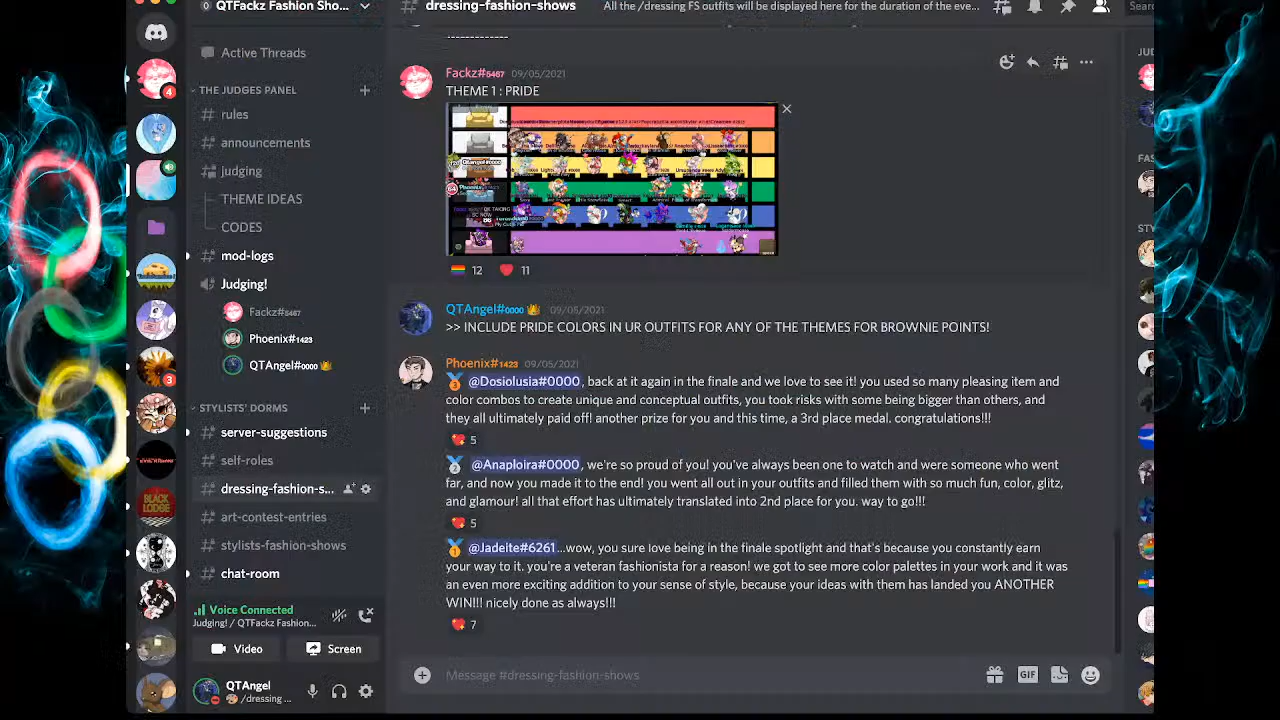 QTFackz Fashion Sho...
dressing-fashion-shows
All the /dressing FS outfits will be displayed here for the duration of the eve...
Sear
Active Threads
THE JUDGES PANEL
rules
announcements
judging
THEME IDEAS
CODES
mod-logs
Judging!
Fackz#5467
Phoenix#1423
QTAngel#0000
STYLISTS' DORMS
server-suggestions
self-roles
dressing-fashion-s...
art-contest-entries
stylists-fashion-shows
chat-room
Voice Connected
Judging! / QTFackz Fashion...
Video
Screen
QTAngel
/dressing ...
4
3
BLACK
LODGE
Fackz#5467 09/05/2021
THEME 1 : PRIDE
12 11
QTAngel#0000 09/05/2021
>> INCLUDE PRIDE COLORS IN UR OUTFITS FOR ANY OF THE THEMES FOR BROWNIE POINTS!
Phoenix#1423 09/05/2021
3 @Dosiolusia#0000, back at it again in the finale and we love to see it! you used so many pleasing item and
color combos to create unique and conceptual outfits, you took risks with some being bigger than others, and
they all ultimately paid off! another prize for you and this time, a 3rd place medal. congratulations!!!
5
2 @Anaploira#0000, we're so proud of you! you've always been one to watch and were someone who went
far, and now you made it to the end! you went all out in your outfits and filled them with so much fun, color, glitz,
and glamour! all that effort has ultimately translated into 2nd place for you. way to go!!!
5
1 @Jadeite#6261...wow, you sure love being in the finale spotlight and that's because you constantly earn
your way to it. you're a veteran fashionista for a reason! we got to see more color palettes in your work and it was
an even more exciting addition to your sense of style, because your ideas with them has landed you ANOTHER
WIN!!! nicely done as always!!!
7
Message #dressing-fashion-shows
GIF